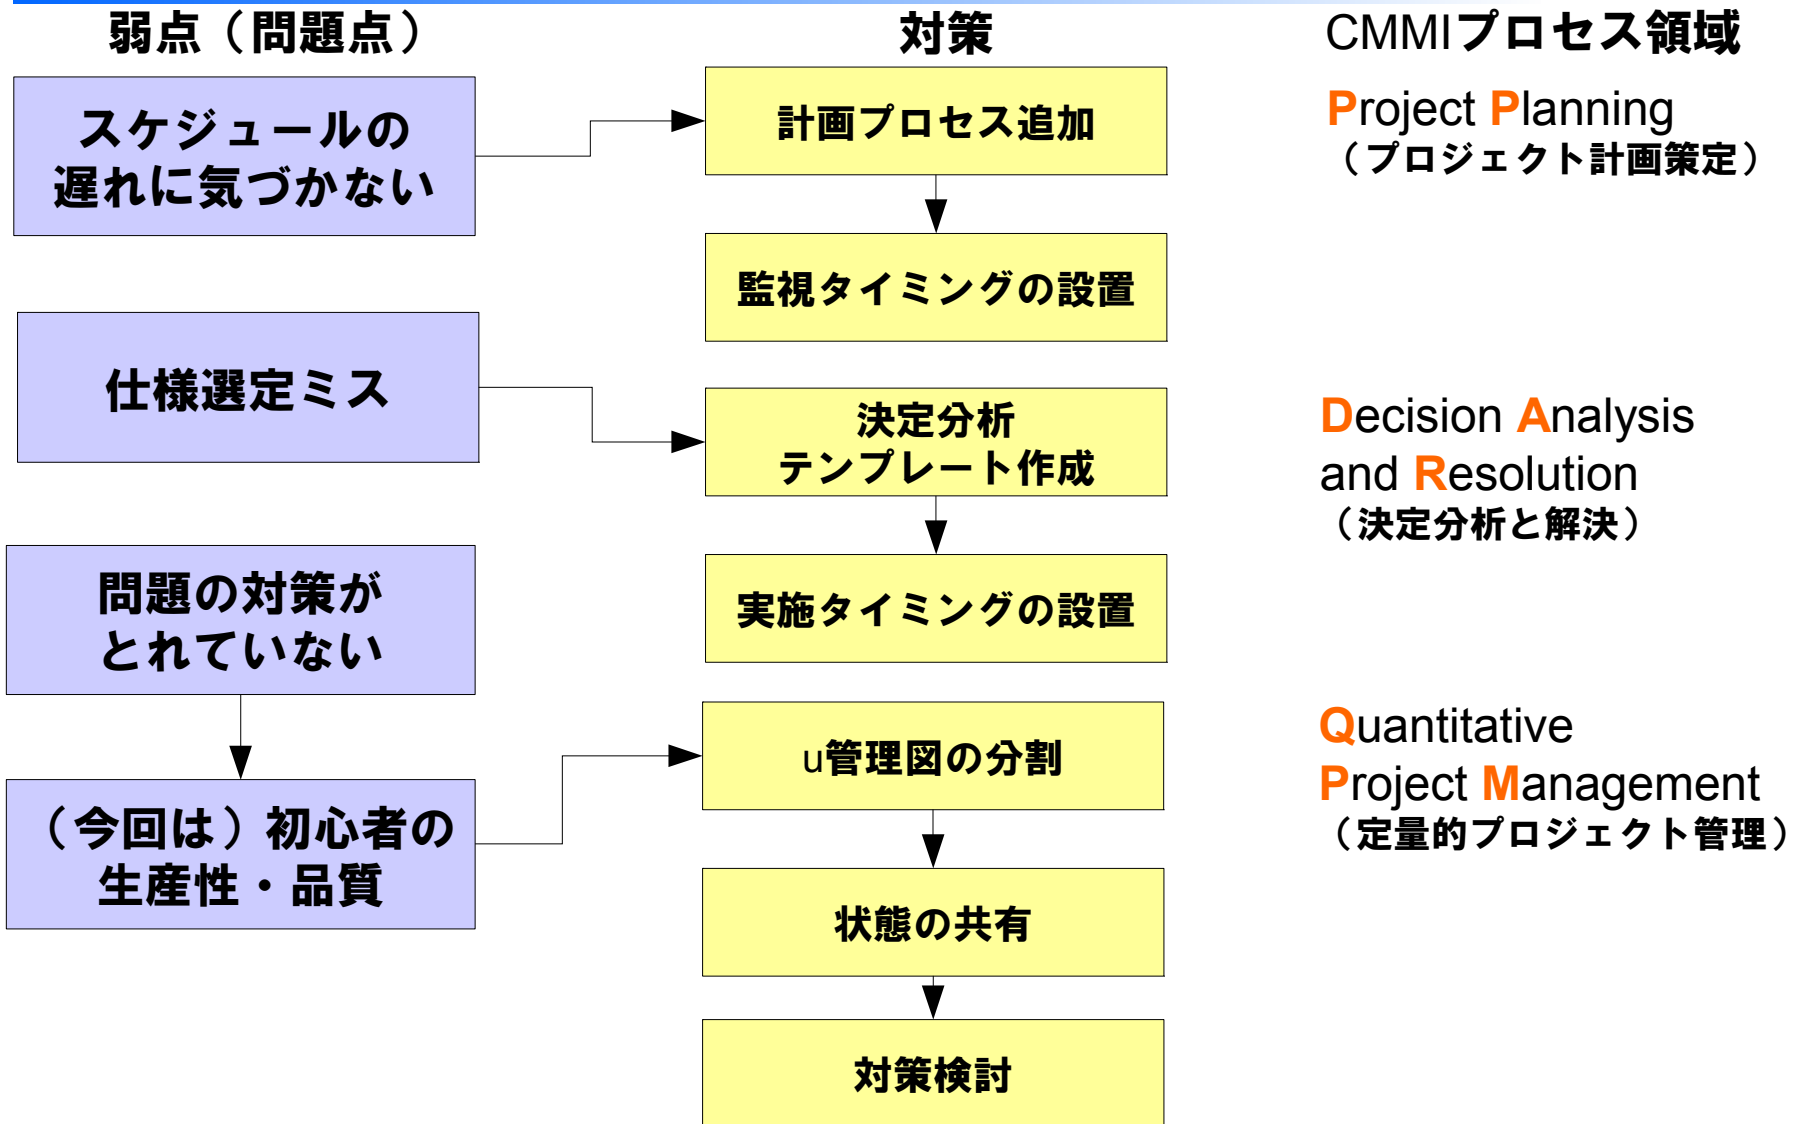 弱点（問題点）
対策
CMMIプロセス領域
スケジュールの
遅れに気づかない
計画プロセス追加
Project Planning
（プロジェクト計画策定）
監視タイミングの設置
仕様選定ミス
決定分析
テンプレート作成
Decision Analysis
and Resolution
（決定分析と解決）
実施タイミングの設置
問題の対策が
とれていない
（今回は）初心者の
生産性・品質
u管理図の分割
Quantitative
Project Management
（定量的プロジェクト管理）
状態の共有
対策検討